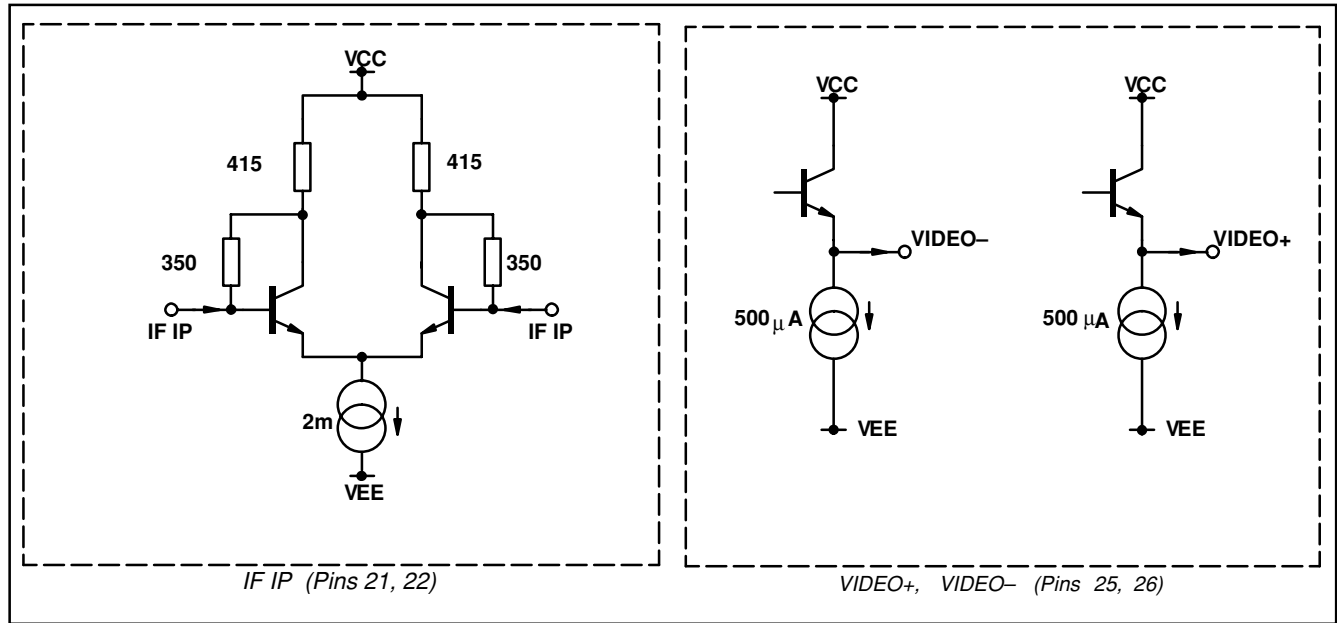 VCC
415
415
350
350
IF IP
IF IP
2m
VEE
IF IP (Pins 21, 22)
VCC
VCC
VIDEO–
VIDEO+
500 μ A
500 μA
VEE
VEE
VIDEO+, VIDEO– (Pins 25, 26)